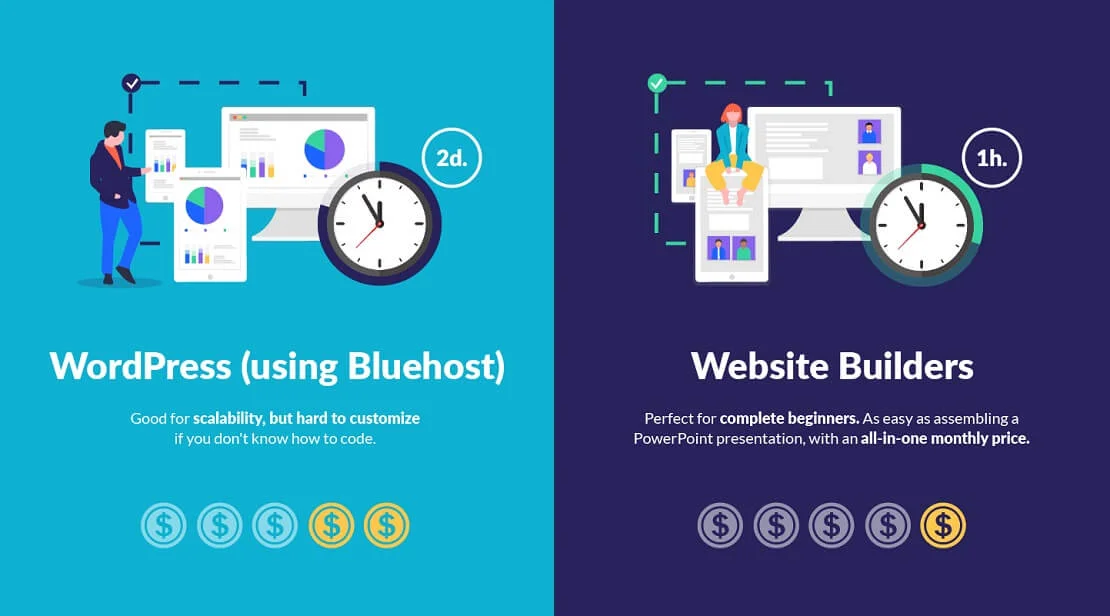 2d.
WordPress (using Bluehost)
Good for scalability, but hard to customize
if you don't know how to code.
$ $ $ $ $
1h.
Website Builders
Perfect for complete beginners. As easy as assembling a
PowerPoint presentation, with an all-in-one monthly price.
$ $ $ $ $